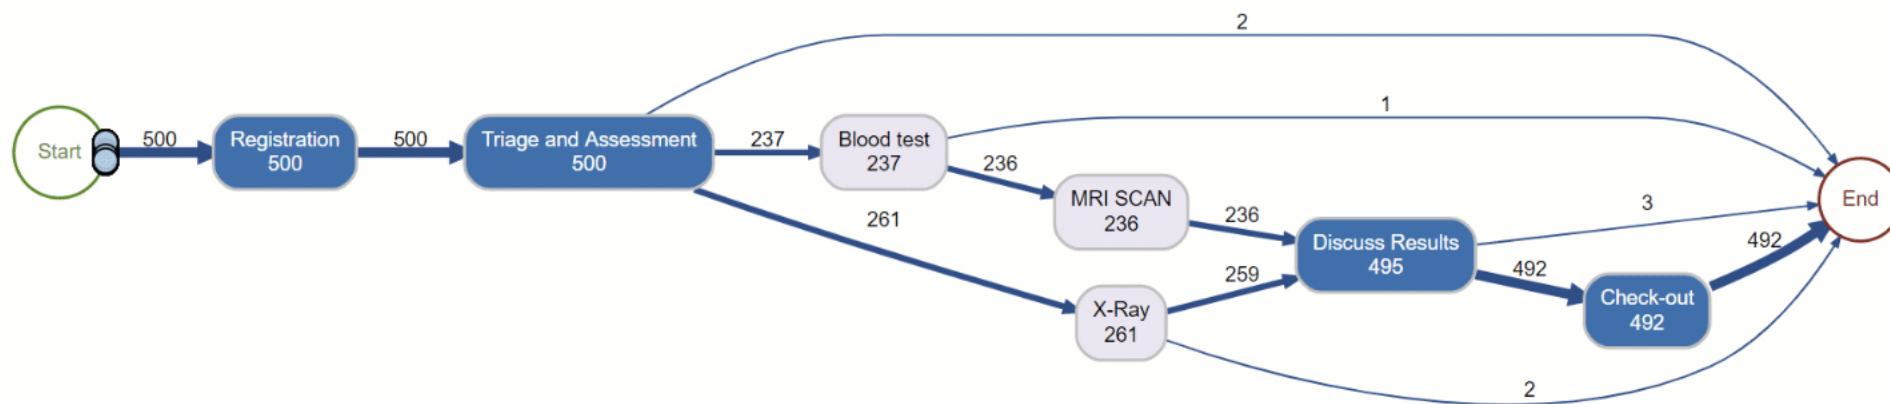 2
1
Start
500
Registration
500
500
Triage and Assessment
500
237
Blood test
237
236
MRI SCAN
236
236
261
X-Ray
261
259
Discuss Results
495
3
492
Check-out
492
492
End
2